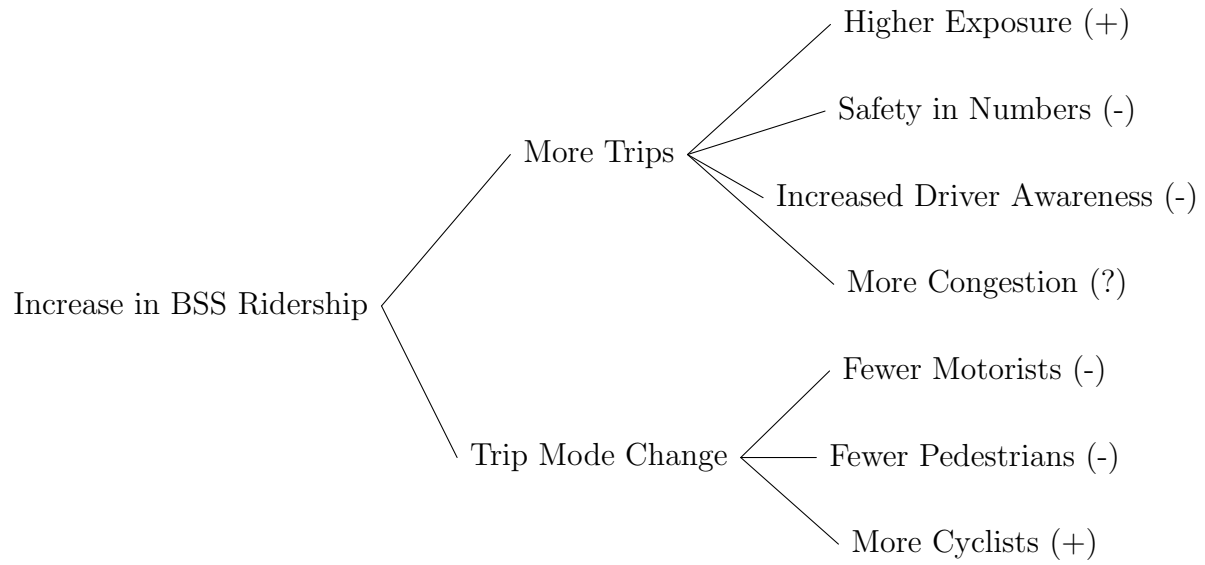 Increase in BSS Ridership
More Trips
Higher Exposure (+)
Safety in Numbers (-)
Increased Driver Awareness (-)
More Congestion (?)
Trip Mode Change
Fewer Motorists (-)
Fewer Pedestrians (-)
More Cyclists (+)